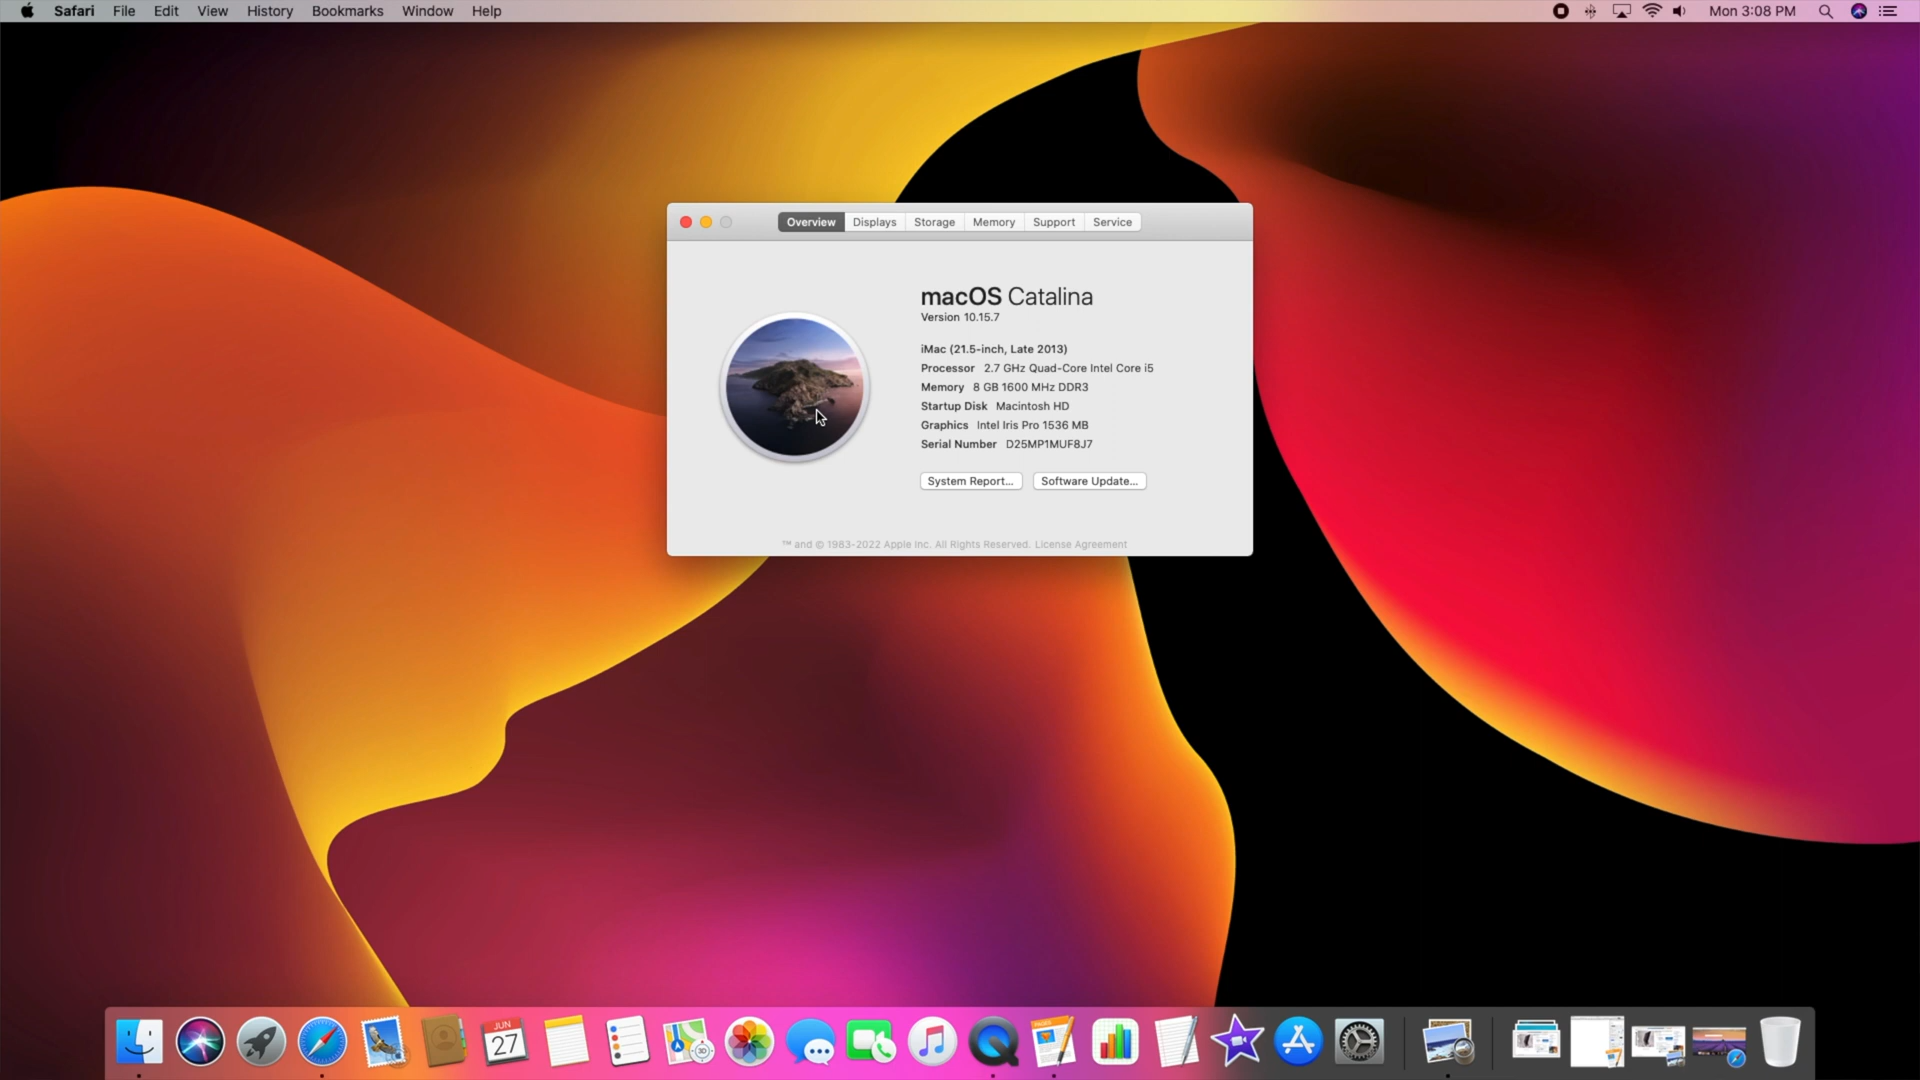 Safari File Edit View History Bookmarks Window Help Mon 3:08 PM
Overview Displays Storage Memory Support Service
macOS Catalina
Version 10.15.7
iMac (21.5-inch, Late 2013)
Processor 2.7 GHz Quad-Core Intel Core i5
Memory 8 GB 1600 MHz DDR3
Startup Disk Macintosh HD
Graphics Intel Iris Pro 1536 MB
Serial Number D25MP1MUF8J7
System Report... Software Update...
™ and © 1983-2022 Apple Inc. All Rights Reserved. License Agreement
JUN
27
3D
PAGES